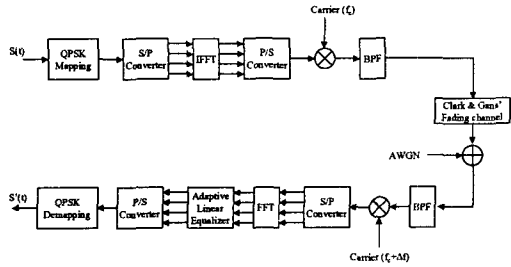 Carrier (fc)
S(t)
QPSK
Mapping
S/P
Converter
IFFT
P/S
Converter
BPF
Clark & Gans'
Fading channel
AWGN
S'(t)
QPSK
Demapping
P/S
Converter
Adaptive
Linear
Equalizer
FFT
S/P
Converter
BPF
Carrier (fc+Δf)